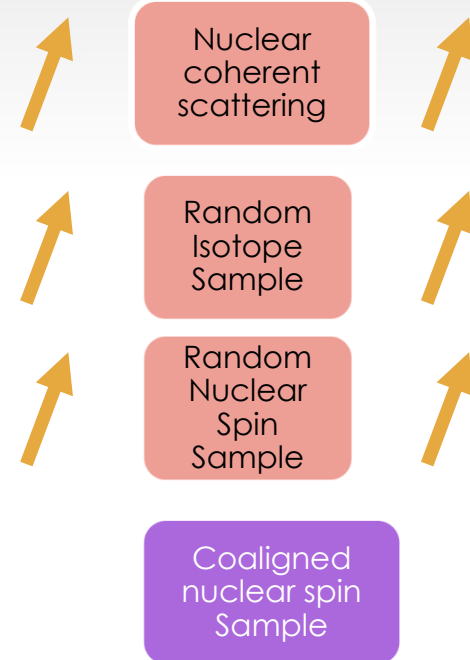 Nuclear
coherent
scattering
Random
Isotope
Sample
Random
Nuclear
Spin
Sample
Coaligned
nuclear spin
Sample